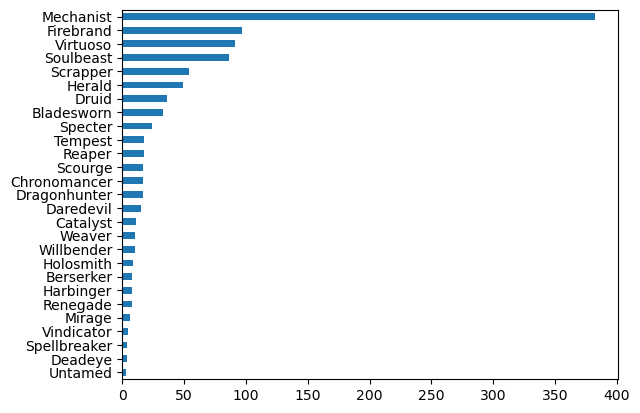 Mechanist
Firebrand
Virtuoso
Soulbeast
Scrapper
Herald
Druid
Bladesworn
Specter
Tempest
Reaper
Scourge
Chronomancer
Dragonhunter
Daredevil
Catalyst
Weaver
Willbender
Holosmith
Berserker
Harbinger
Renegade
Mirage
Vindicator
Spellbreaker
Deadeye
Untamed
0 50 100 150 200 250 300 350 400